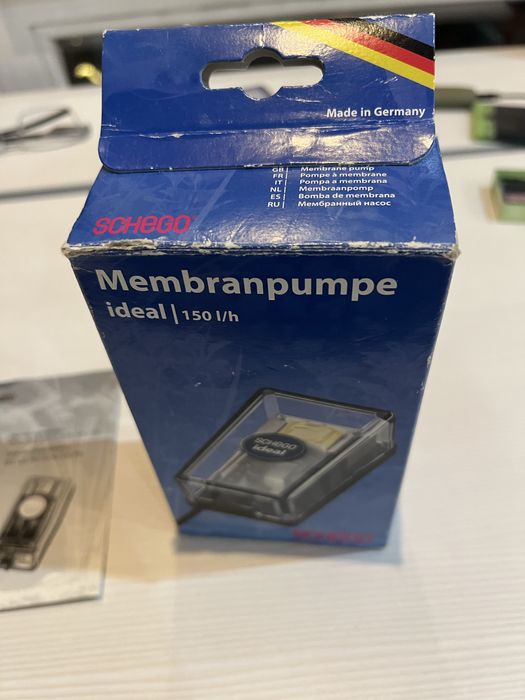 Made in Germany
GB | Membrane pump
FR | Pompe à membrane
IT | Pompa a membrana
NL | Membraanpomp
ES | Bomba de membrana
RU | Мембранный насос
SCHEGO
Membranpumpe
ideal | 150 l/h
SCHEGO
ideal
SCHEGO